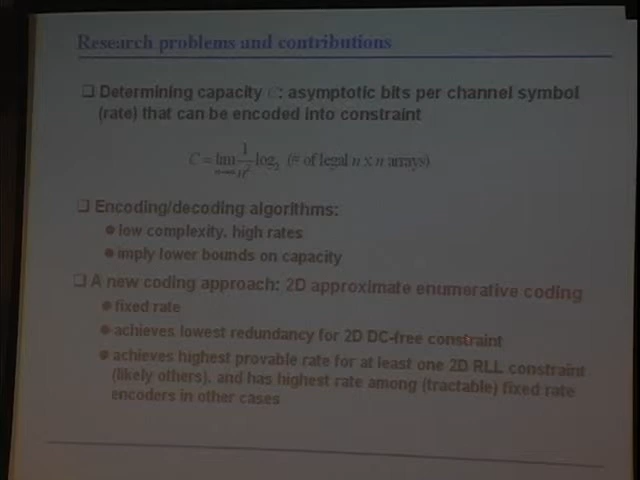 Research problems and contributions
❑ Determining capacity C: asymptotic bits per channel symbol
(rate) that can be encoded into constraint
C = lim n→∞ 1/n² log₂ (# of legal n x n arrays)
❑ Encoding/decoding algorithms:
● low complexity, high rates
● imply lower bounds on capacity
❑ A new coding approach: 2D approximate enumerative coding
● fixed rate
● achieves lowest redundancy for 2D DC-free constraint
● achieves highest provable rate for at least one 2D RLL constraint
(likely others), and has highest rate among (tractable) fixed rate
encoders in other cases